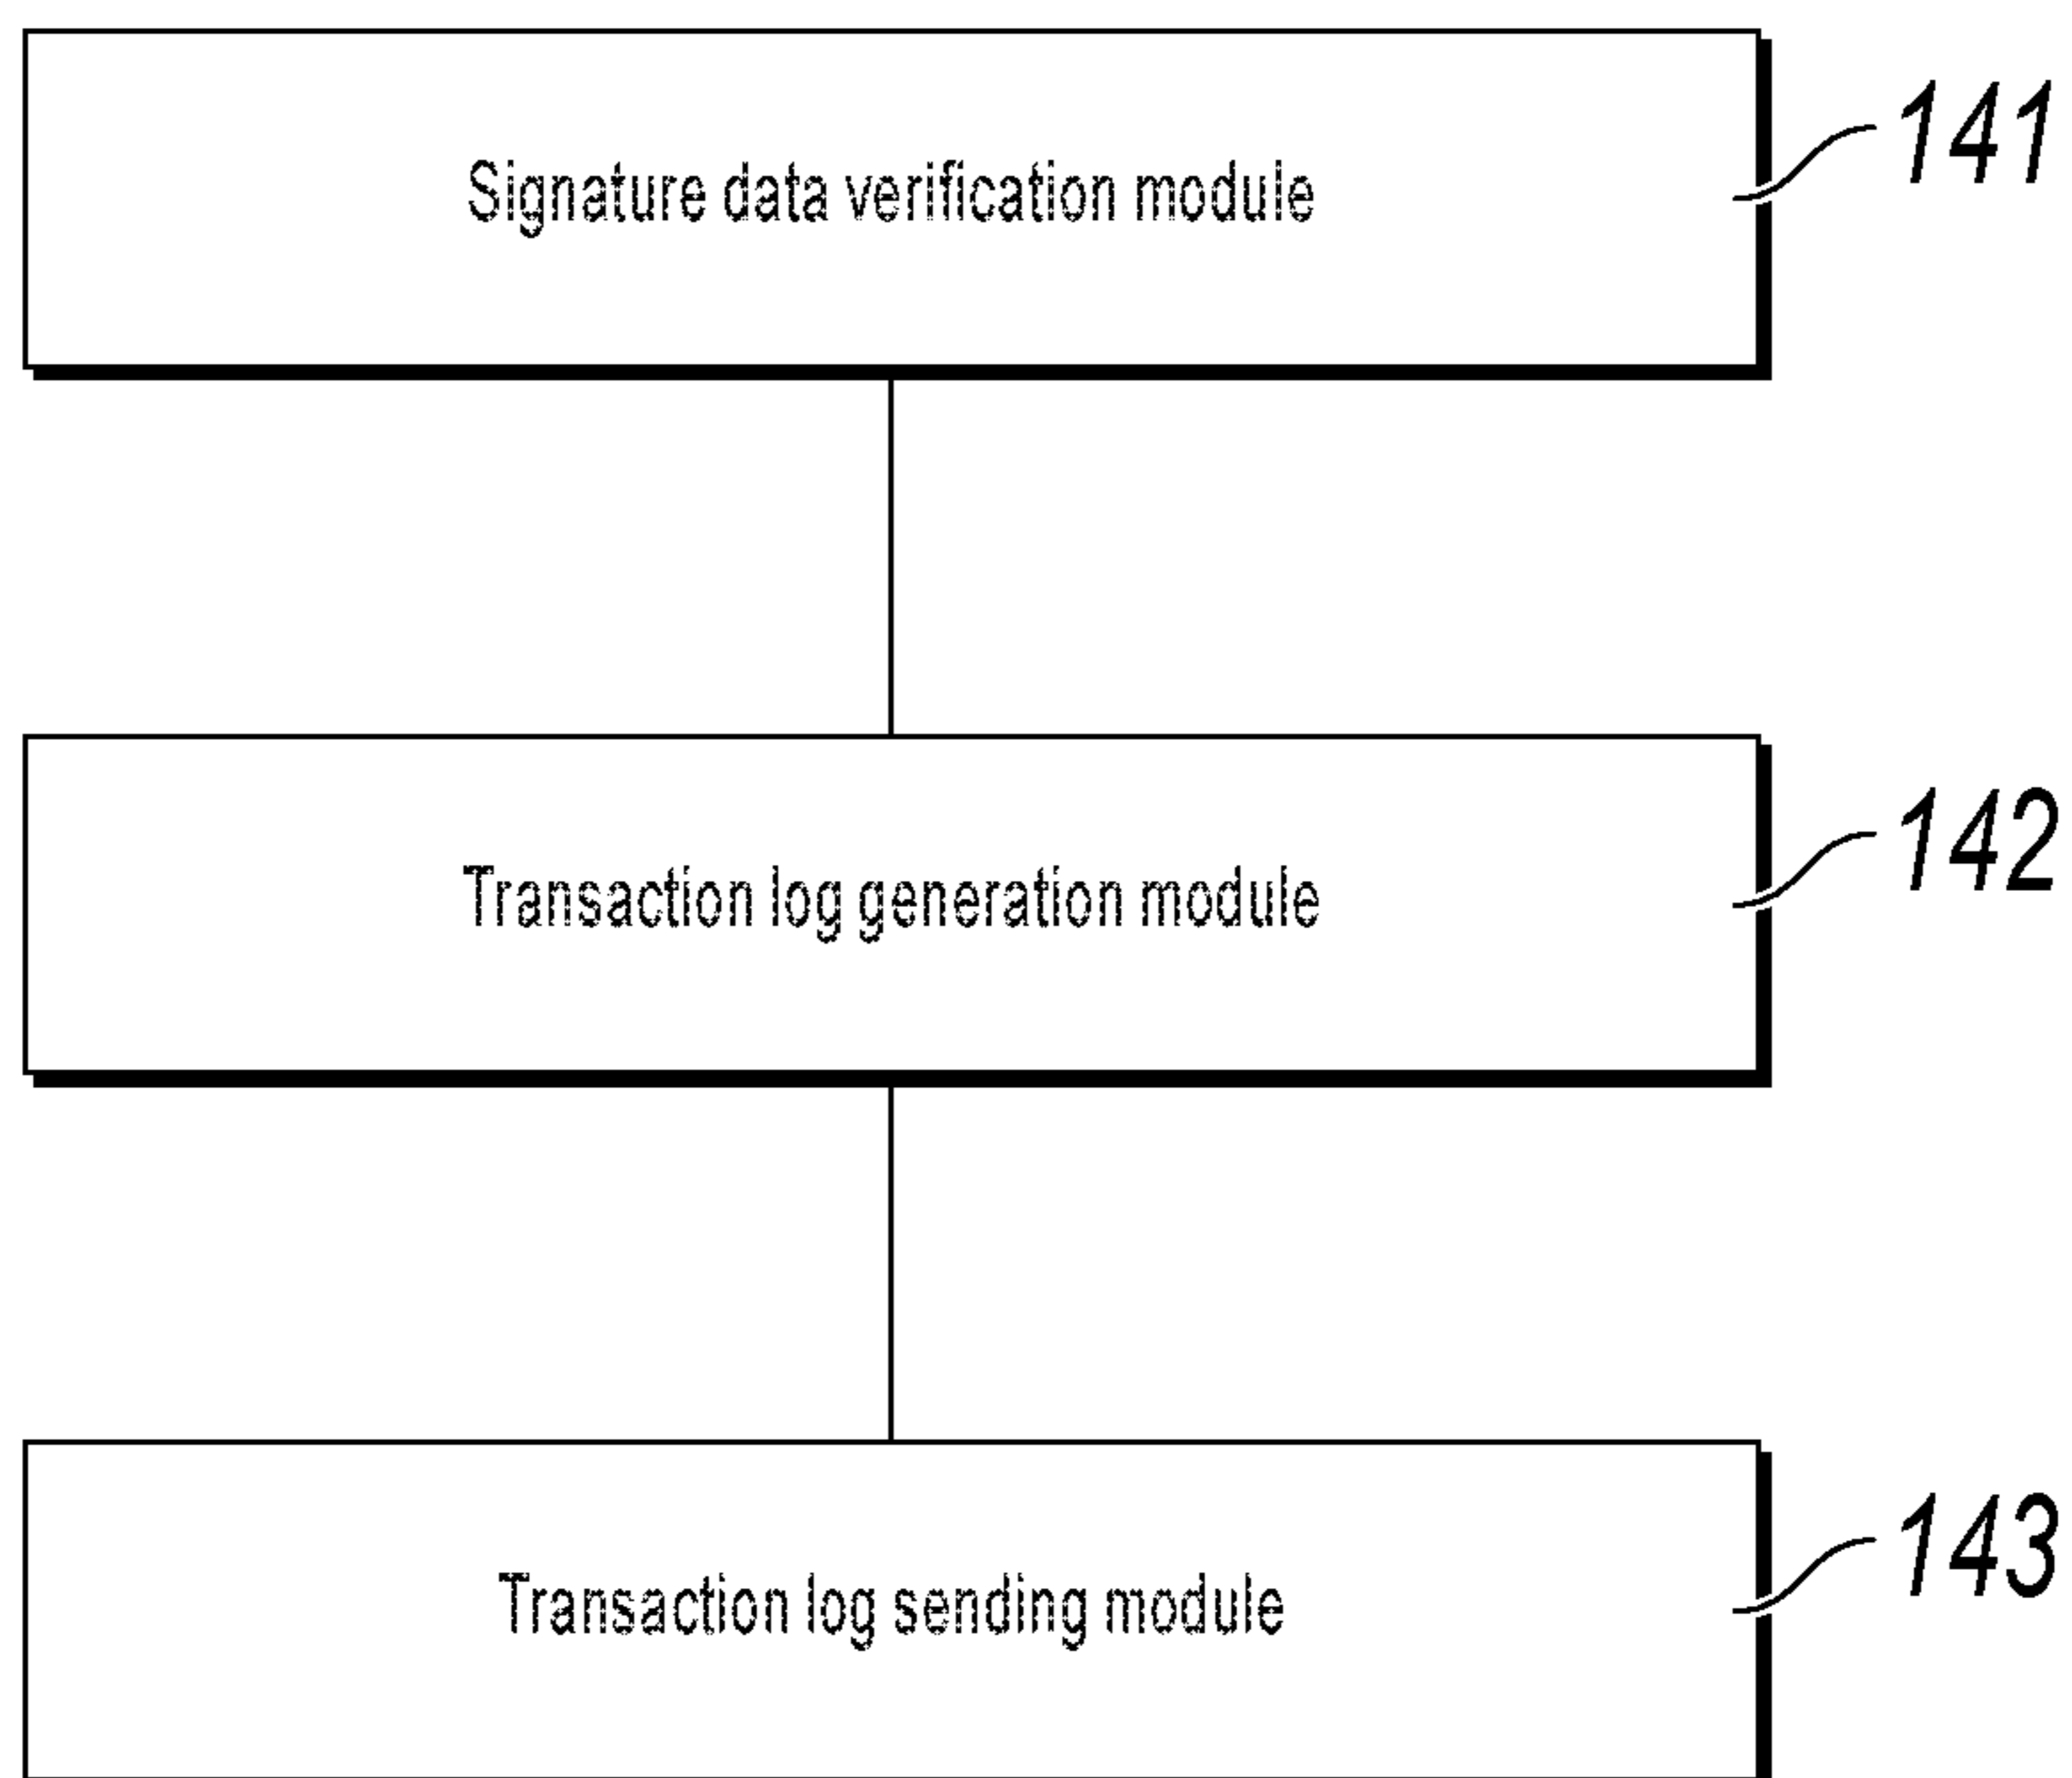 Signature data verification module
141
Transaction log generation module
142
Transaction log sending module
143